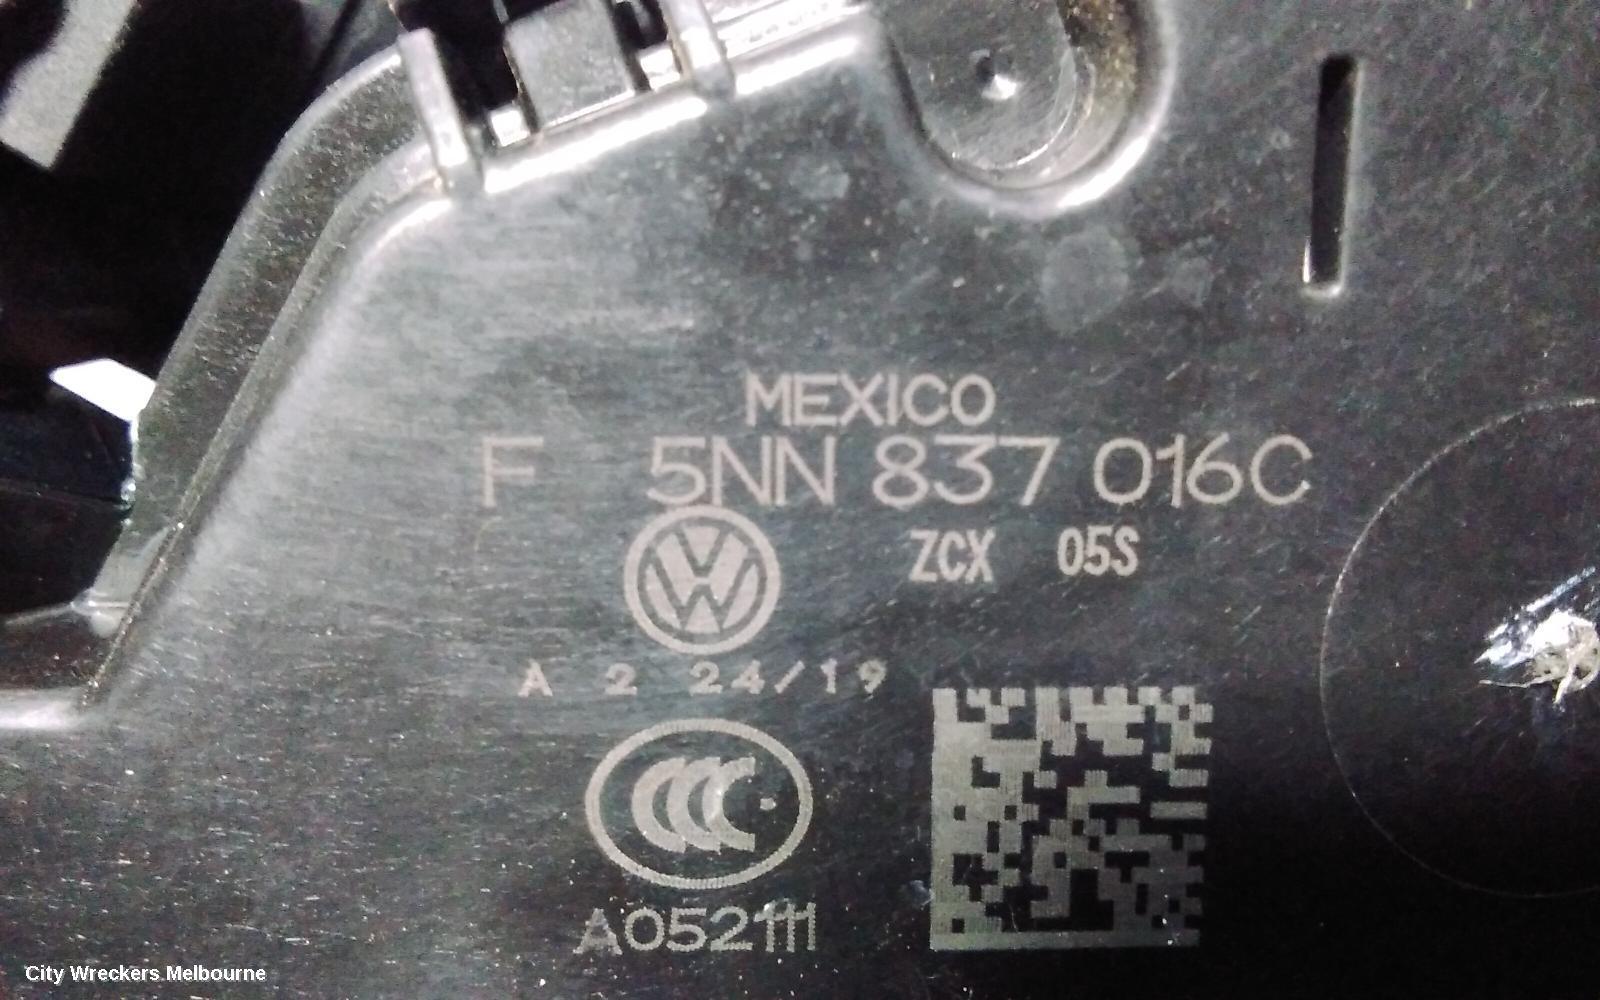 MEXICO
F 5NN 837 016C
ZCX 05S
A 2 24/19
A052111
City Wreckers Melbourne